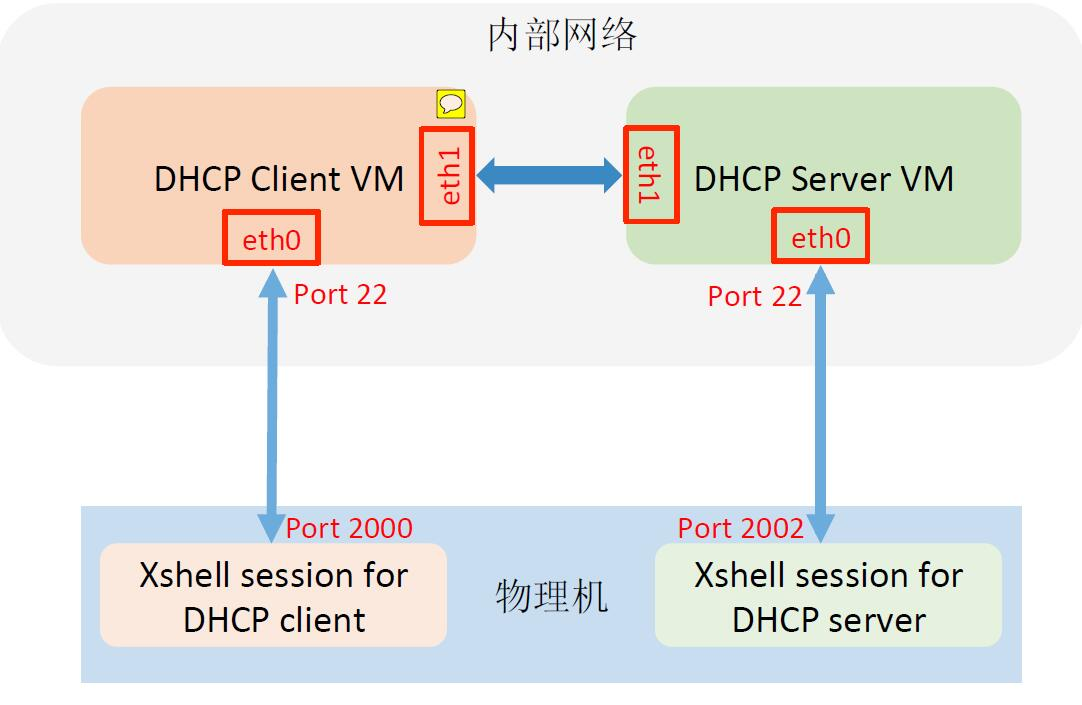 内部网络
DHCP Client VM
eth1
eth1
DHCP Server VM
eth0
eth0
Port 22
Port 22
Port 2000
Port 2002
Xshell session for
DHCP client
物理机
Xshell session for
DHCP server